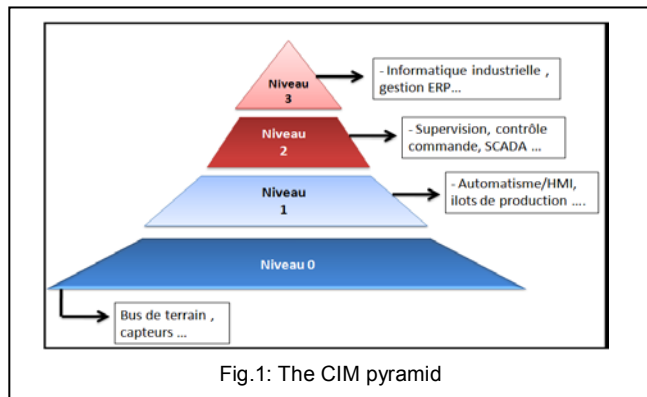 Niveau
3
- Informatique industrielle ,
gestion ERP...
Niveau
2
- Supervision, contrôle
commande, SCADA ...
Niveau
1
- Automatisme/HMI,
ilots de production ....
Niveau 0
Bus de terrain ,
capteurs ...
Fig.1: The CIM pyramid